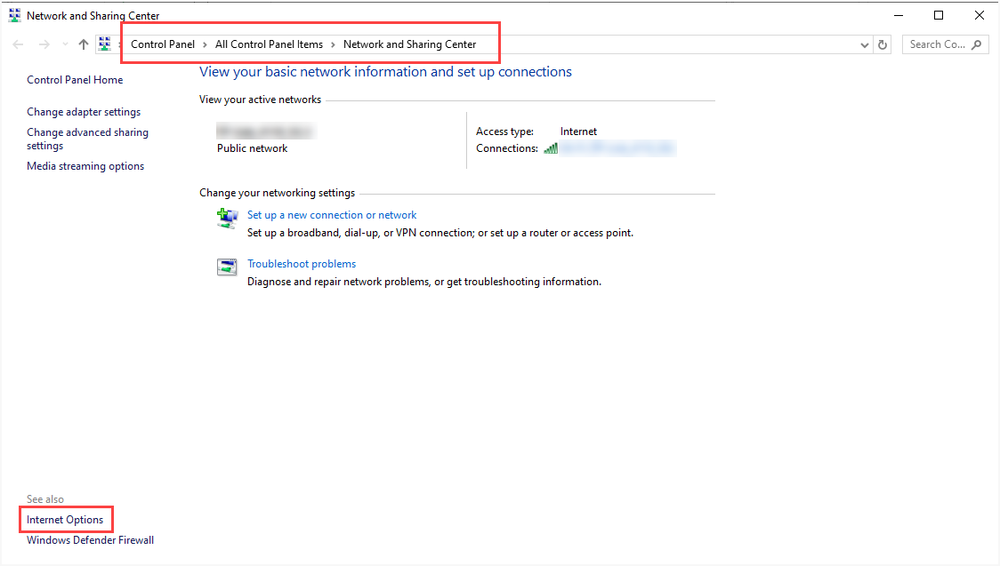 Network and Sharing Center
Control Panel > All Control Panel Items > Network and Sharing Center
Search Co...
Control Panel Home
Change adapter settings
Change advanced sharing
settings
Media streaming options
View your basic network information and set up connections
View your active networks
Public network
Access type: Internet
Connections:
Change your networking settings
Set up a new connection or network
Set up a broadband, dial-up, or VPN connection; or set up a router or access point.
Troubleshoot problems
Diagnose and repair network problems, or get troubleshooting information.
See also
Internet Options
Windows Defender Firewall